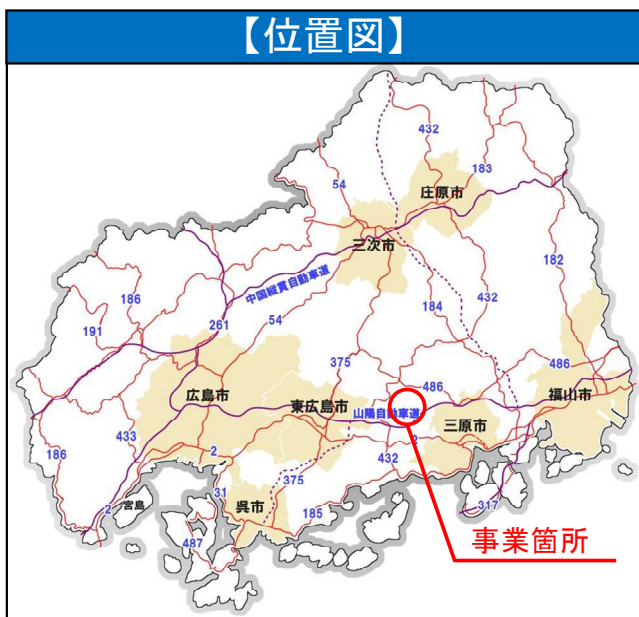 【位置図】
432
183
54
庄原市
三次市
182
中国縦貫自動車道
186
191
261
54
184
432
375
486
486
広島市
東広島市
山陽自動車道
福山市
三原市
433
2
2
432
186
375
31
185
317
2
宮島
呉市
487
事業箇所